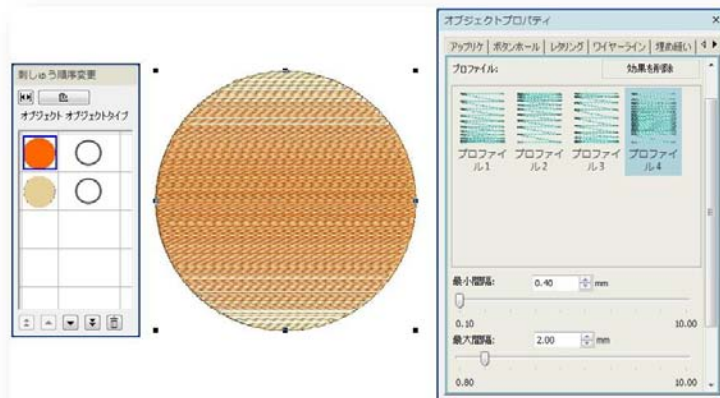 刺しゅう順序変更
オブジェクト オブジェクトタイプ
オブジェクトプロパティ
アップリケ ボタンホール レタリング ワイヤーライン 埋め縫い
プロファイル:
効果を削除
プロファイル1
プロファイル2
プロファイル3
プロファイル4
最小間隔:
0.40 mm
0.10 10.00
最大間隔:
2.00 mm
0.80 10.00